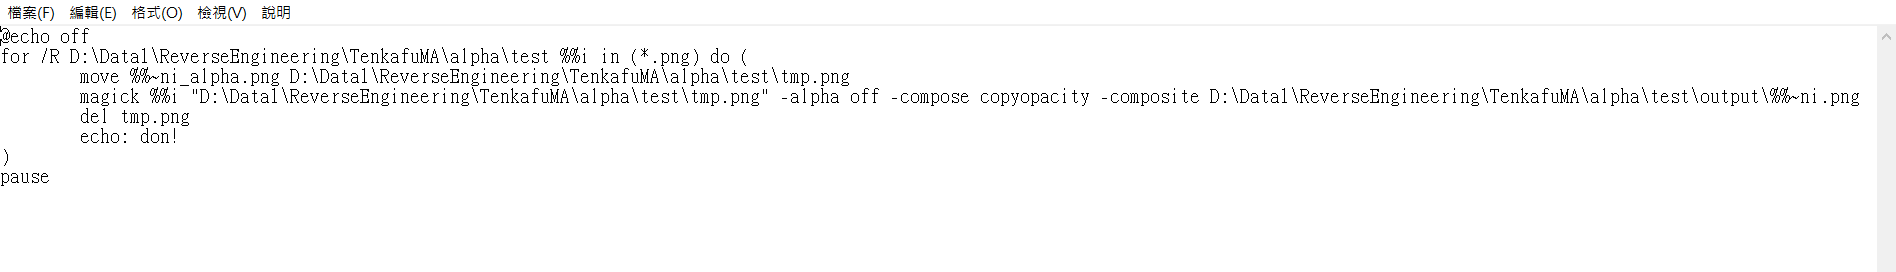 檔案(F) 編輯(E) 格式(O) 檢視(V) 說明
@echo off
for /R D:\Data1\ReverseEngineering\TenkafuMA\alpha\test %%i in (*.png) do (
move %%~ni_alpha.png D:\Data1\ReverseEngineering\TenkafuMA\alpha\test\tmp.png
magick %%i "D:\Data1\ReverseEngineering\TenkafuMA\alpha\test\tmp.png" -alpha off -compose copyopacity -composite D:\Data1\ReverseEngineering\TenkafuMA\alpha\test\output\%%~ni.png
del tmp.png
echo: don!
)
pause